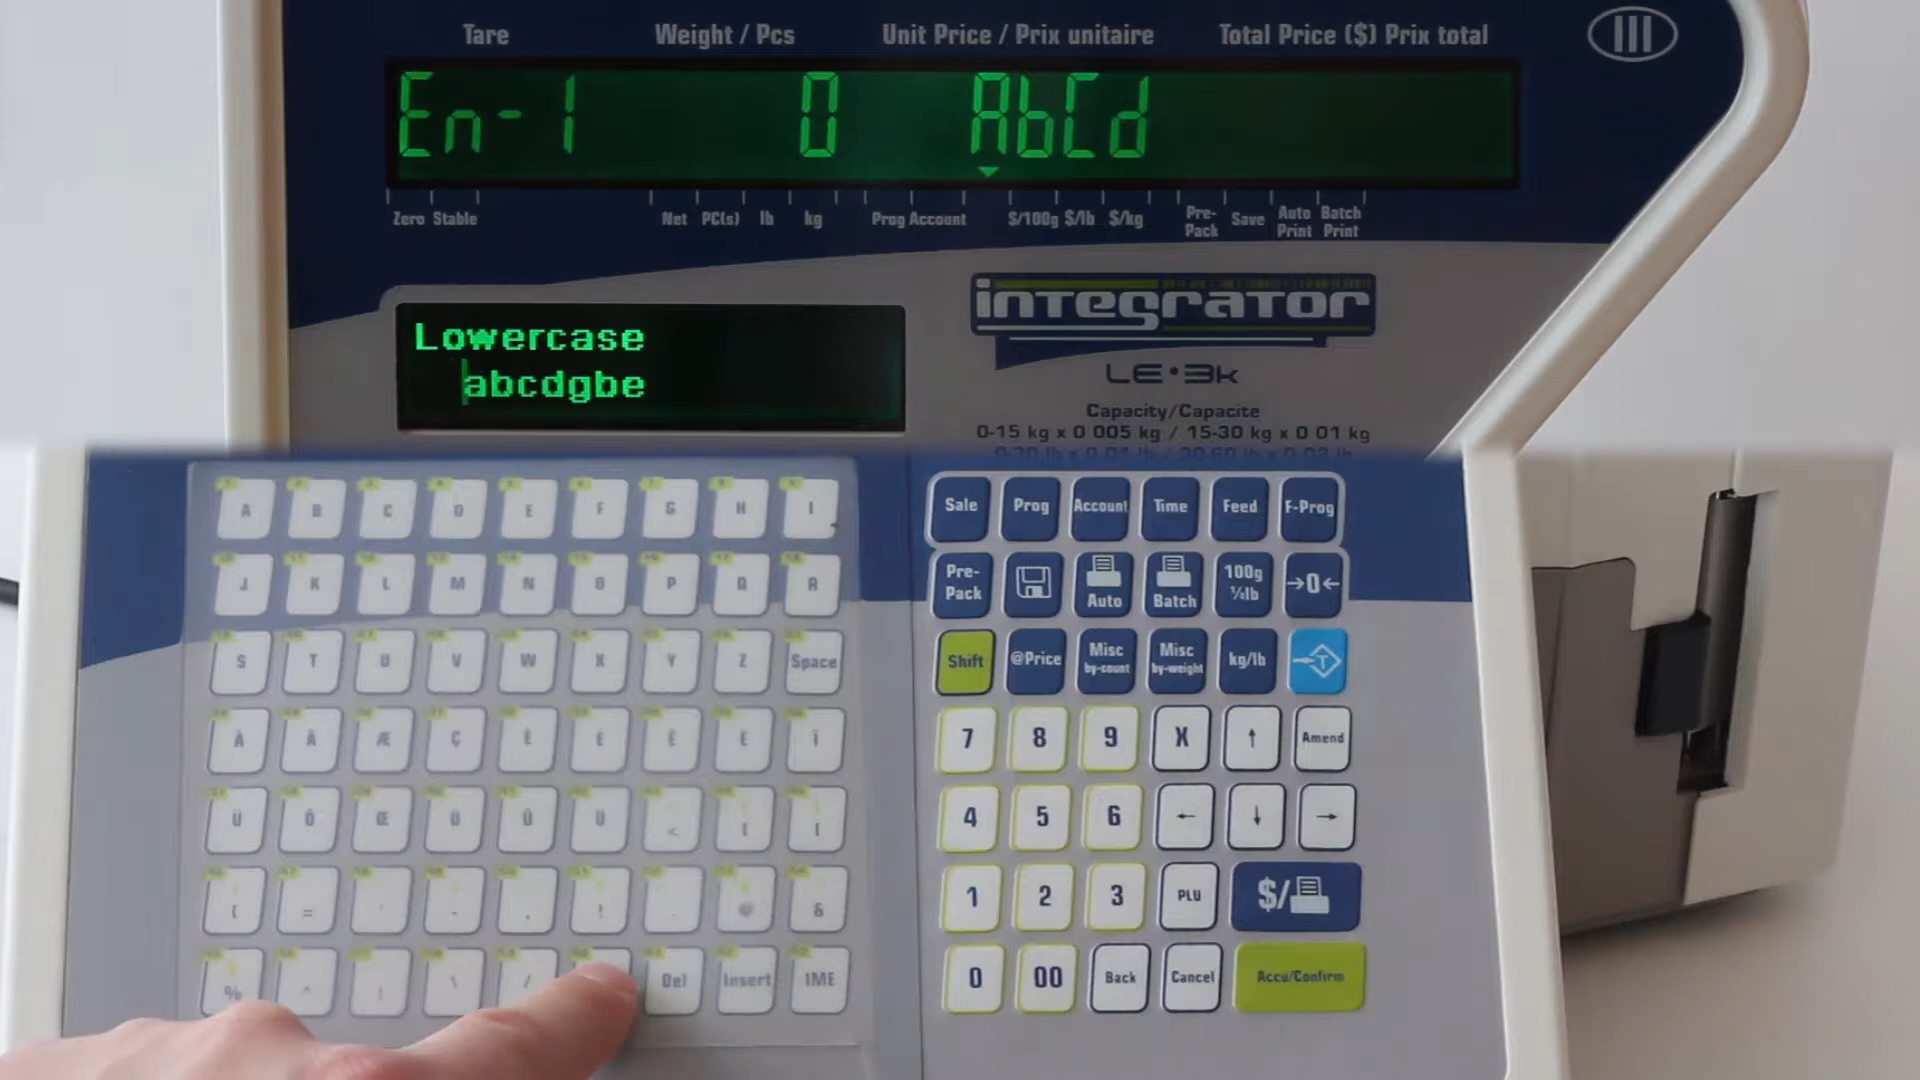 Tare Weight / Pcs Unit Price / Prix unitaire Total Price ($) Prix total
En-1 0 AbCd
Zero Stable Net PC(s) lb kg Prog Account $/100g $/lb $/kg Pre-Pack Save Auto Print Batch Print
integrator
LE·3k
Lowercase
abcdgbe
Capacity/Capacite
0-15 kg x 0 005 kg / 15-30 kg x 0 01 kg
A B C D E F G H I
Sale Prog Account Time Feed F-Prog
J K L M N O P Q R
Pre-Pack Auto Batch 100g ¼lb →0←
S T U V W X Y Z Space
Shift @Price Misc by-count Misc by-weight kg/lb T
7 8 9 X ↑ Amend
4 5 6 ← ↓ →
1 2 3 PLU $/
% ^ | \ / Del Insert IME
0 00 Back Cancel Accu/Confirm